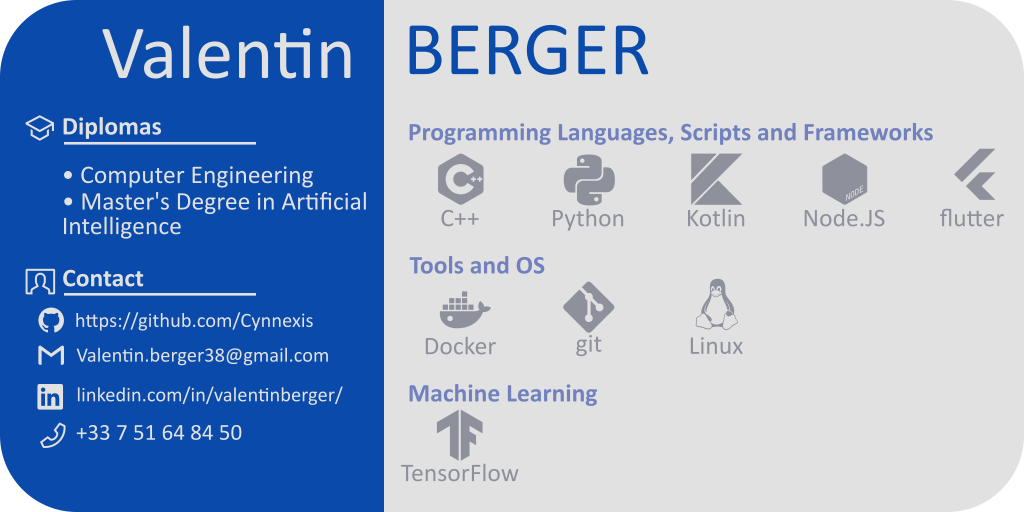 Valentin BERGER
Diplomas
• Computer Engineering
• Master's Degree in Artificial
Intelligence
Contact
https://github.com/Cynnexis
Valentin.berger38@gmail.com
in linkedin.com/in/valentinberger/
+33 7 51 64 84 50
Programming Languages, Scripts and Frameworks
C++ NODE
C++ Python Kotlin Node.JS flutter
Tools and OS
Docker git Linux
Machine Learning
TensorFlow